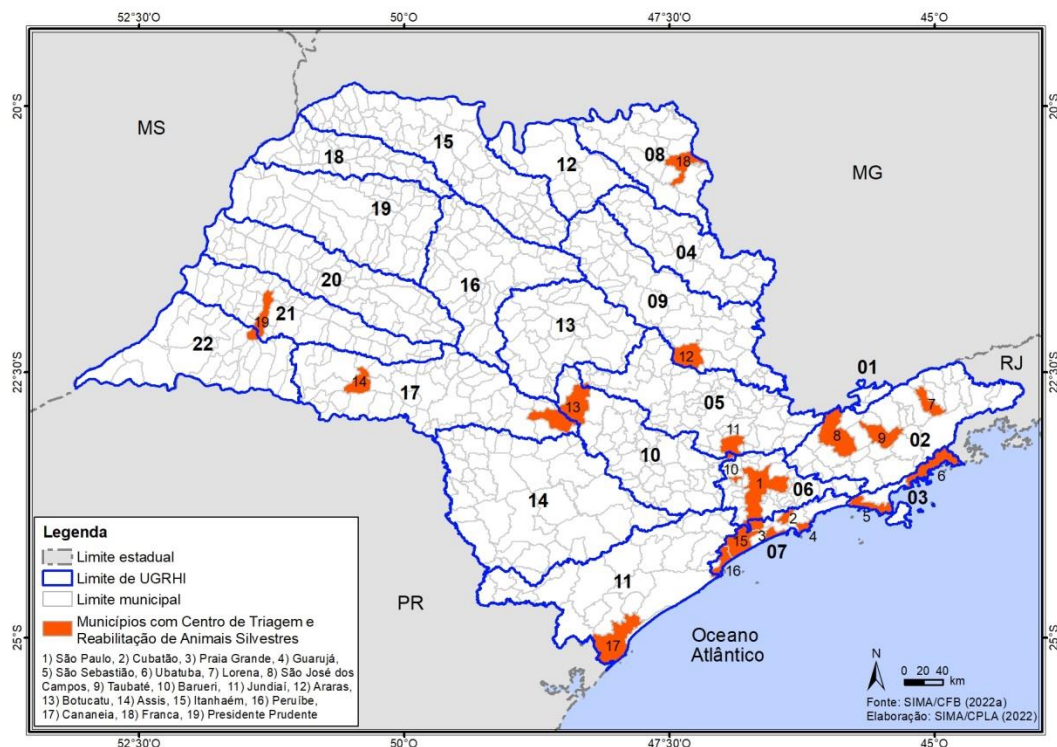 52°30'O
50°O
47°30'O
45°O
20°S
20°S
MS
MG
15
18
12
08
18
19
04
16
20
09
13
21
19
22
12
22°30'S
22°30'S
RJ
01
14
17
05
7
13
11
8
9
02
10
10
1
06
6
03
14
2
5
3
4
15
07
16
11
PR
17
25°S
25°S
Oceano
Atlântico
Legenda
Limite estadual
Limite de UGRHI
Limite municipal
Municípios com Centro de Triagem e
Reabilitação de Animais Silvestres
1) São Paulo, 2) Cubatão, 3) Praia Grande, 4) Guarujá,
5) São Sebastião, 6) Ubatuba, 7) Lorena, 8) São José dos
Campos, 9) Taubaté, 10) Barueri, 11) Jundiaí, 12) Araras,
13) Botucatu, 14) Assis, 15) Itanhaém, 16) Peruíbe,
17) Cananeia, 18) Franca, 19) Presidente Prudente
N
0 20 40
km
Fonte: SIMA/CFB (2022a)
Elaboração: SIMA/CPLA (2022)
52°30'O
50°O
47°30'O
45°O